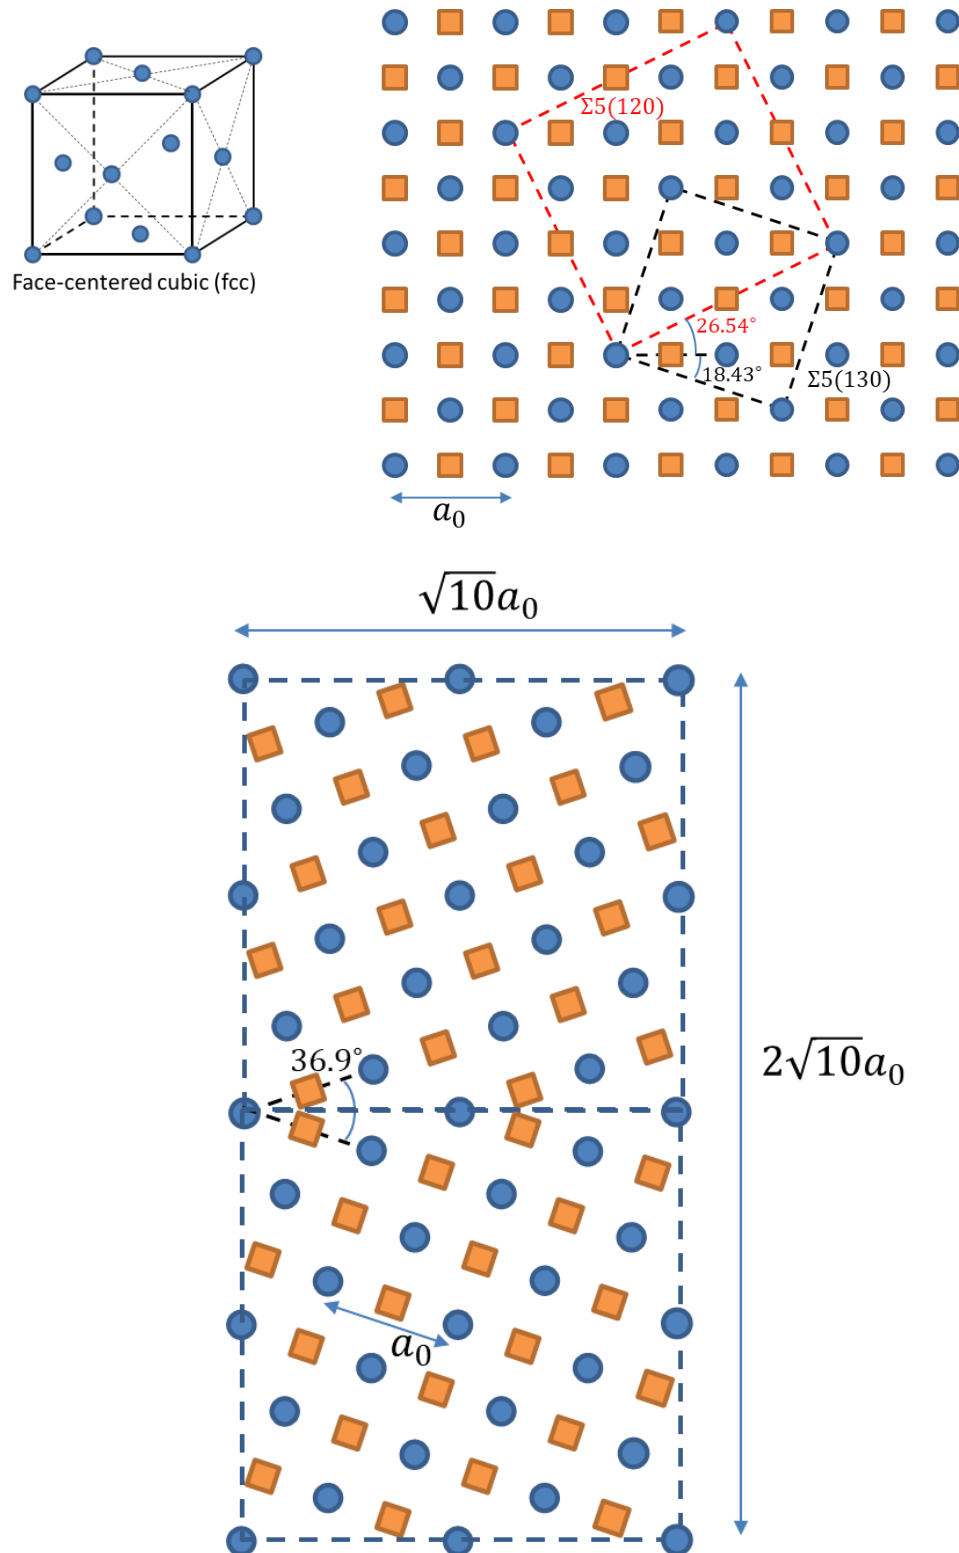 Σ5(120)
Face-centered cubic (fcc)
26.54°
18.43°
Σ5(130)
a₀
√10a₀
36.9°
2√10a₀
a₀